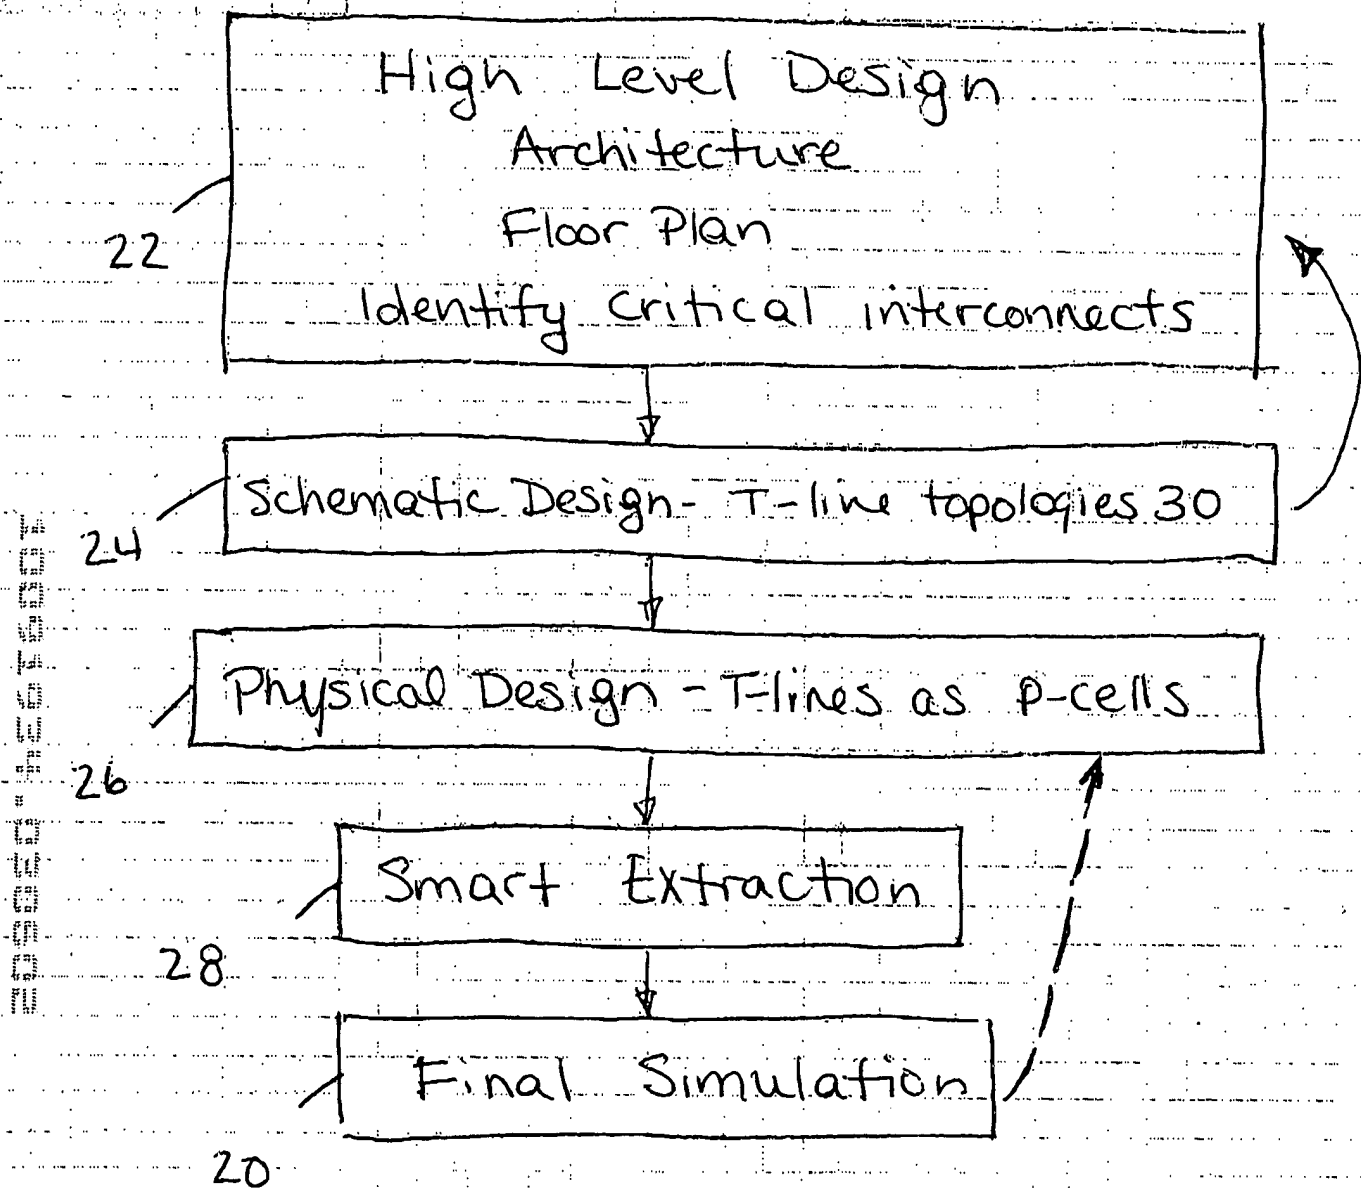 High Level Design
Architecture
Floor Plan
Identify critical interconnects
22
Schematic Design - T-line topologies 30
24
Physical Design - T-lines as p-cells
26
Smart Extraction
28
Final Simulation
20